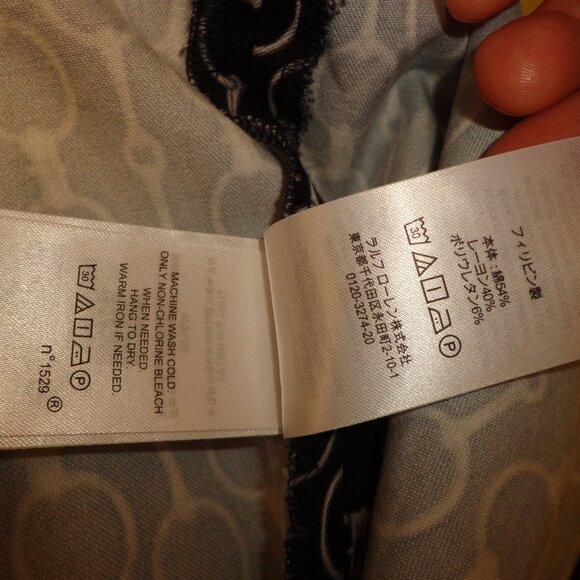 MACHINE WASH COLD.
ONLY NON-CHLORINE BLEACH
WHEN NEEDED
HANG TO DRY
WARM IRON IF NEEDED.
30
P
n° 1529 ®
フィリピン製
本体:綿54%
レーヨン40%
ポリウレタン6%
30
P
ラルフ ローレン株式会社
東京都千代田区永田町2-10-1
0120-3274-20